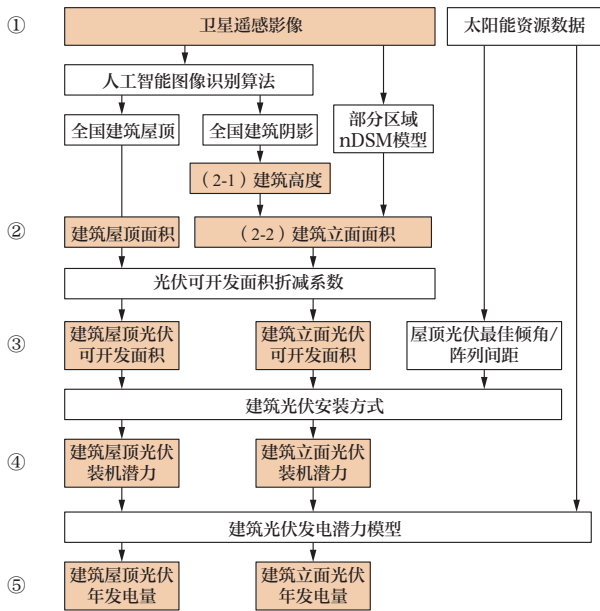 ①
卫星遥感影像
太阳能资源数据
人工智能图像识别算法
全国建筑屋顶
全国建筑阴影
部分区域
nDSM模型
（2-1）建筑高度
②
建筑屋顶面积
（2-2）建筑立面面积
光伏可开发面积折减系数
③
建筑屋顶光伏
可开发面积
建筑立面光伏
可开发面积
屋顶光伏最佳倾角/
阵列间距
建筑光伏安装方式
④
建筑屋顶光伏
装机潜力
建筑立面光伏
装机潜力
建筑光伏发电潜力模型
⑤
建筑屋顶光伏
年发电量
建筑立面光伏
年发电量